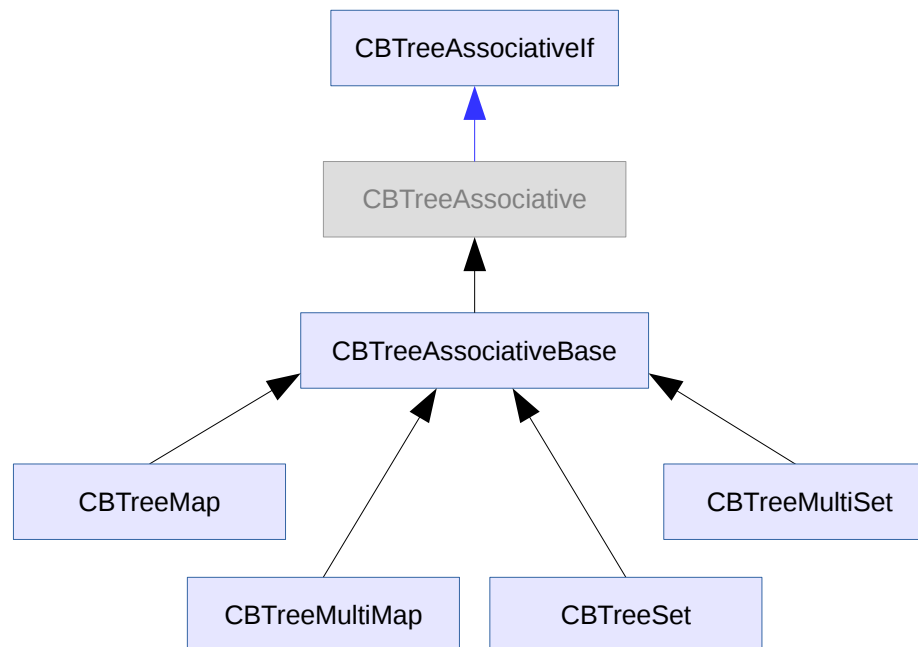 CBTreeAssociativeIf
CBTreeAssociative
CBTreeAssociativeBase
CBTreeMap
CBTreeMultiSet
CBTreeMultiMap
CBTreeSet